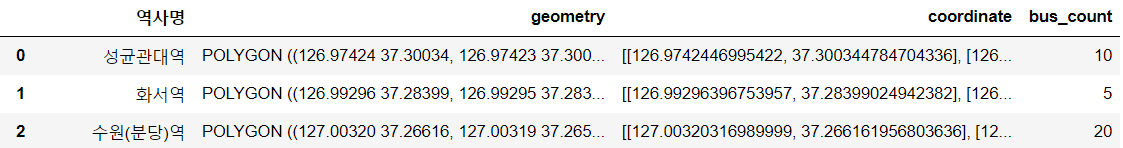 역사명 geometry coordinate bus_count
0 성균관대역 POLYGON ((126.97424 37.30034, 126.97423 37.300... [[126.9742446995422, 37.300344784704336], [126... 10
1 화서역 POLYGON ((126.99296 37.28399, 126.99295 37.283... [[126.99296396753957, 37.28399024942382], [126... 5
2 수원(분당)역 POLYGON ((127.00320 37.26616, 127.00319 37.265... [[127.00320316989999, 37.266161956803636], [12... 20